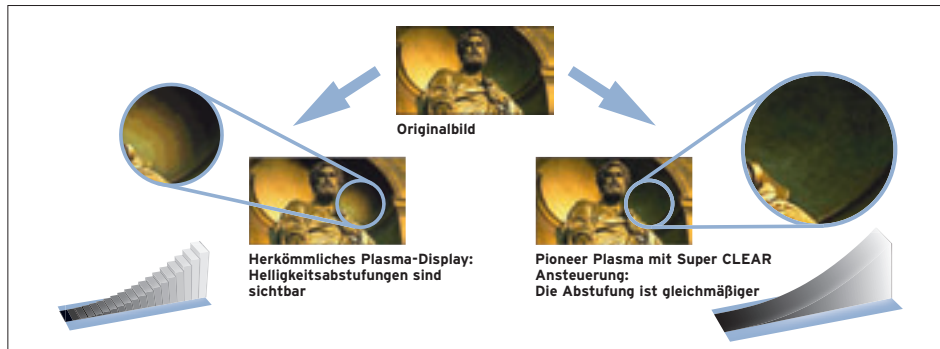 Originalbild
Herkömmliches Plasma-Display:
Helligkeitsabstufungen sind
sichtbar
Pioneer Plasma mit Super CLEAR
Ansteuerung:
Die Abstufung ist gleichmäßiger